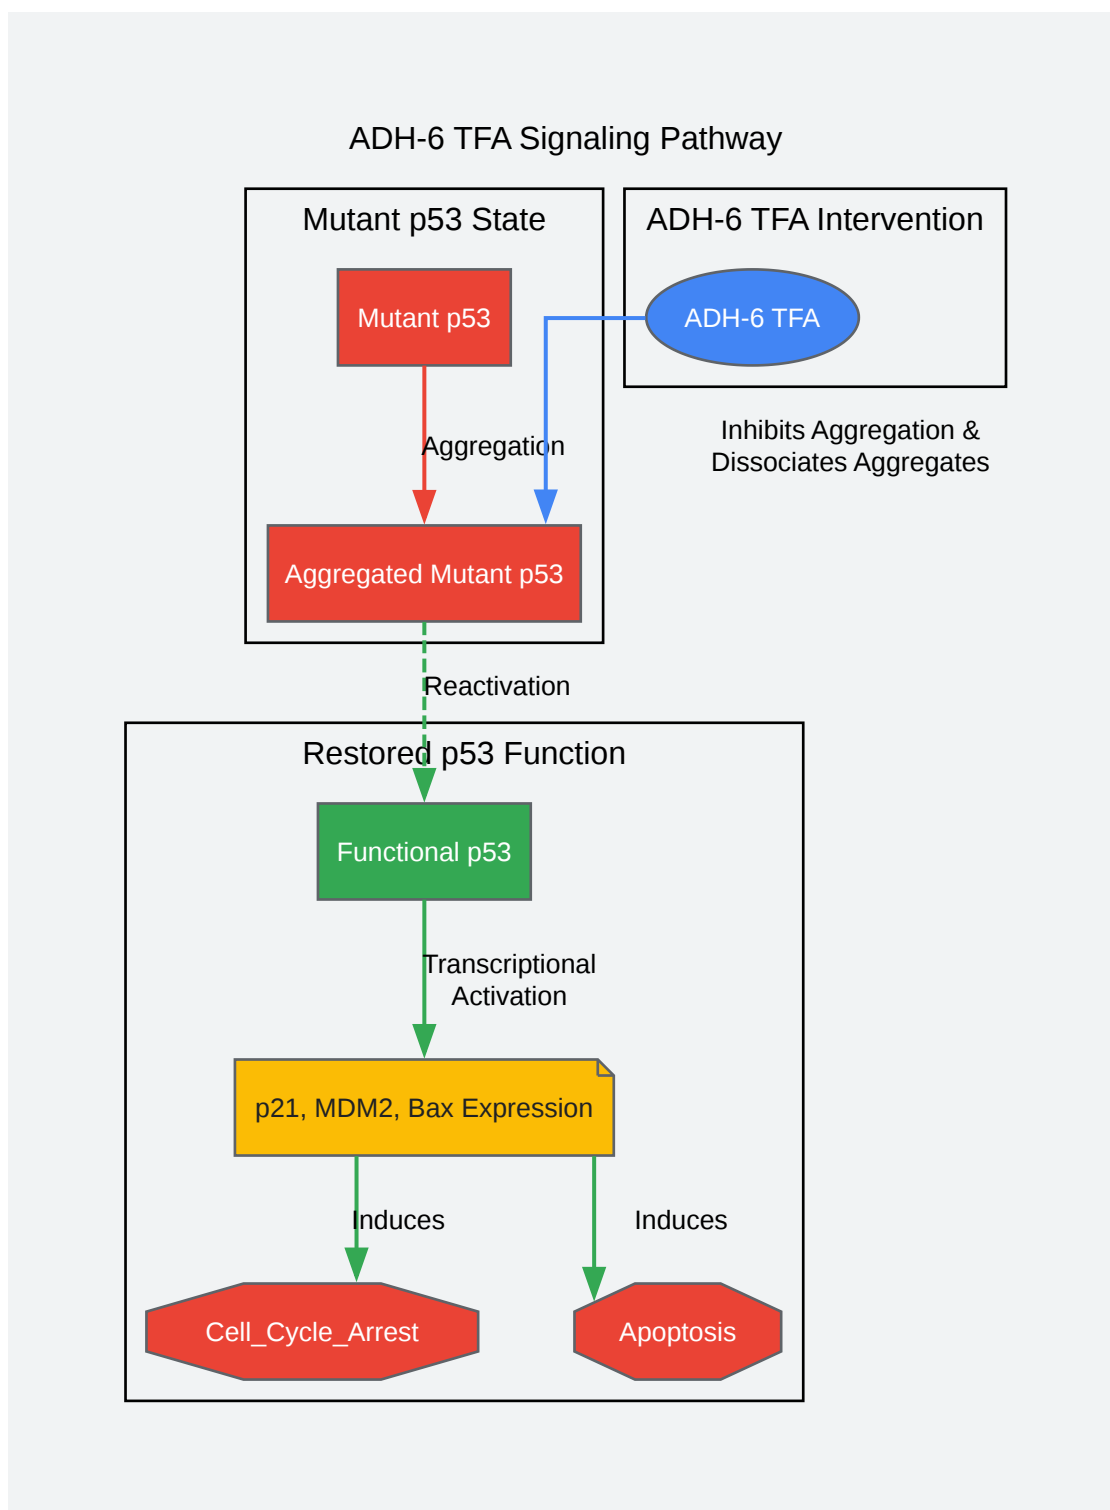 ADH-6 TFA Signaling Pathway
Mutant p53 State
ADH-6 TFA Intervention
Mutant p53
ADH-6 TFA
Aggregation
Inhibits Aggregation &
Dissociates Aggregates
Aggregated Mutant p53
Reactivation
Restored p53 Function
Functional p53
Transcriptional
Activation
p21, MDM2, Bax Expression
Induces
Induces
Cell_Cycle_Arrest
Apoptosis